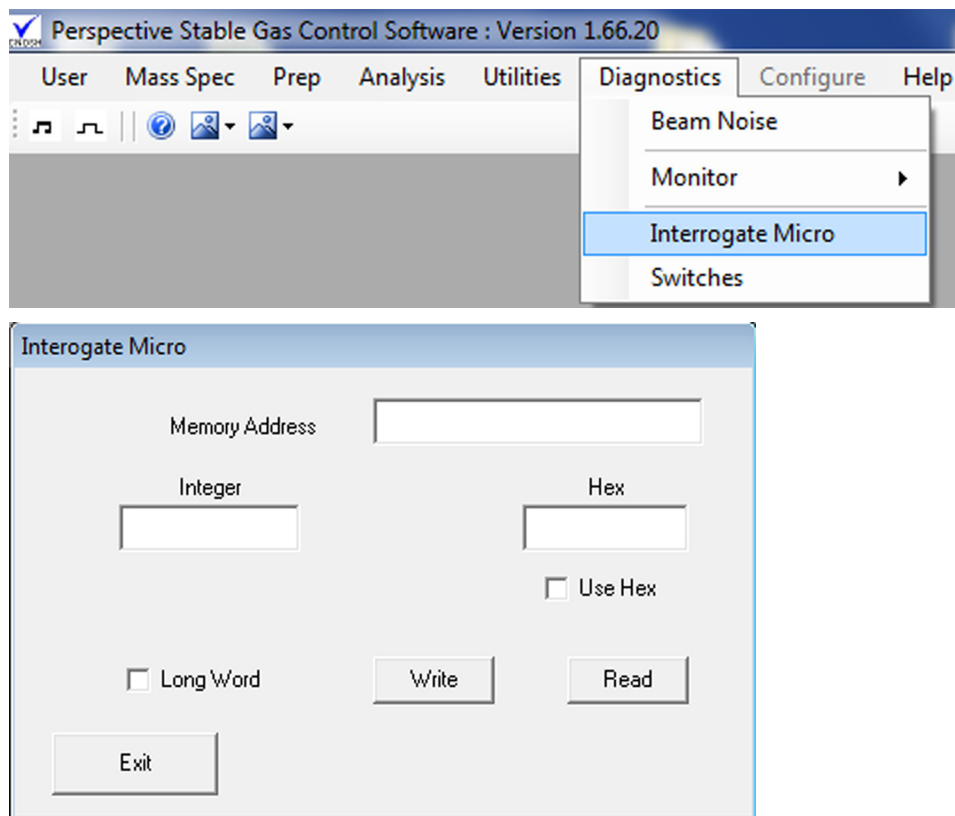 Perspective Stable Gas Control Software : Version 1.66.20
User Mass Spec Prep Analysis Utilities Diagnostics Configure Help
Beam Noise
Monitor
Interrogate Micro
Switches
Interogate Micro
Memory Address
Integer Hex
Use Hex
Long Word Write Read
Exit